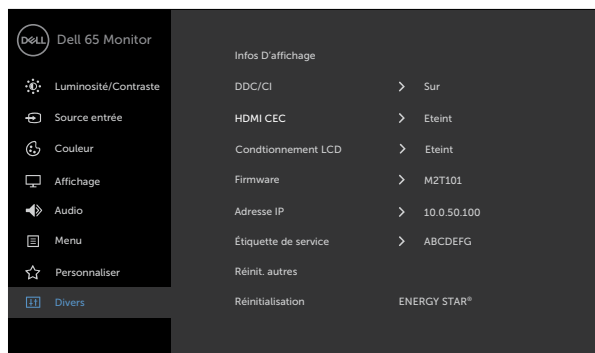 DELL Dell 65 Monitor
Luminosité/Contraste
Source entrée
Couleur
Affichage
Audio
Menu
Personnaliser
Divers
Infos D'affichage
DDC/CI > Sur
HDMI CEC > Eteint
Condtionnement LCD > Eteint
Firmware > M2T101
Adresse IP > 10.0.50.100
Étiquette de service > ABCDEFG
Réinit. autres
Réinitialisation ENERGY STAR®